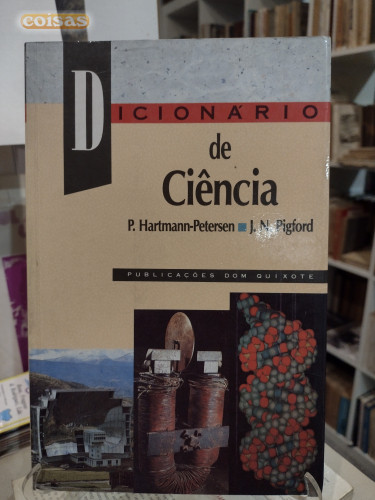 coisas
DICIONÁRIO
de
Ciência
P. Hartmann-Petersen ■ J. N. Pigford
PUBLICAÇÕES DOM QUIXOTE